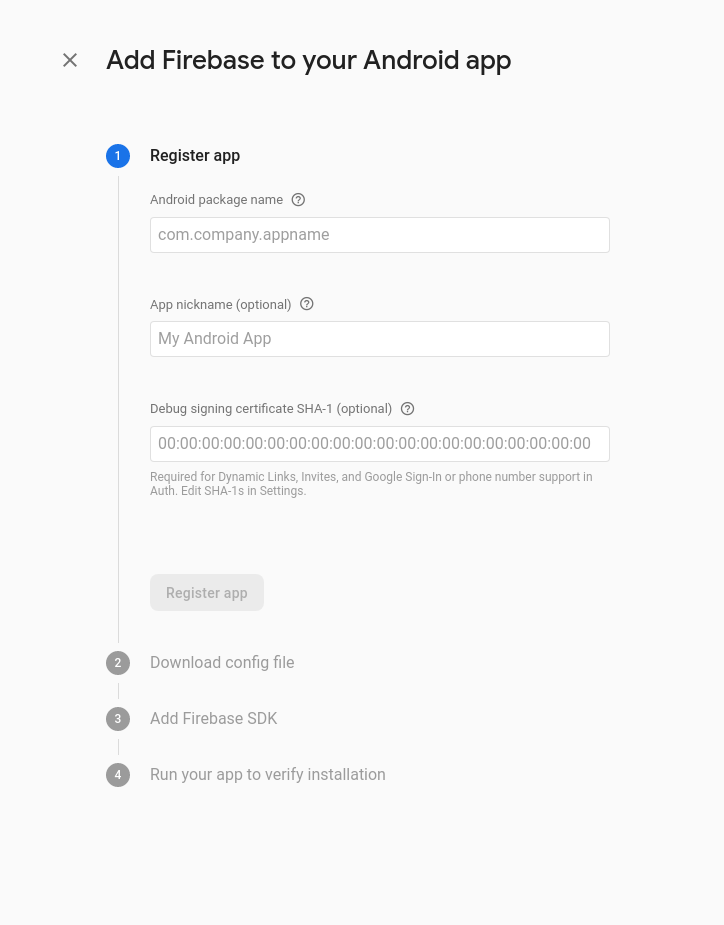 Add Firebase to your Android app
1 Register app
Android package name
com.company.appname
App nickname (optional)
My Android App
Debug signing certificate SHA-1 (optional)
00:00:00:00:00:00:00:00:00:00:00:00:00:00:00:00:00:00:00:00
Required for Dynamic Links, Invites, and Google Sign-In or phone number support in
Auth. Edit SHA-1s in Settings.
Register app
2 Download config file
3 Add Firebase SDK
4 Run your app to verify installation